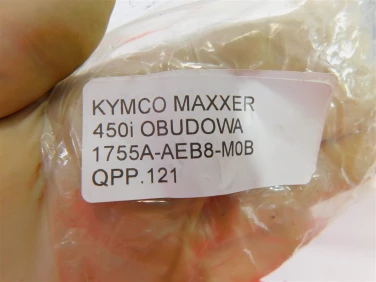 KYMCO MAXXER
450i OBUDOWA
1755A-AEB8-M0B
QPP.121